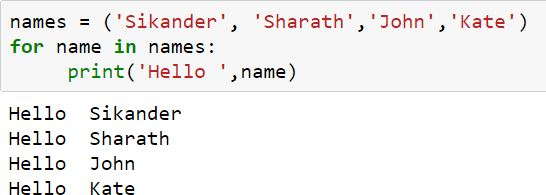 names = ('Sikander', 'Sharath','John','Kate')
for name in names:
     print('Hello ',name)
Hello  Sikander
Hello  Sharath
Hello  John
Hello  Kate